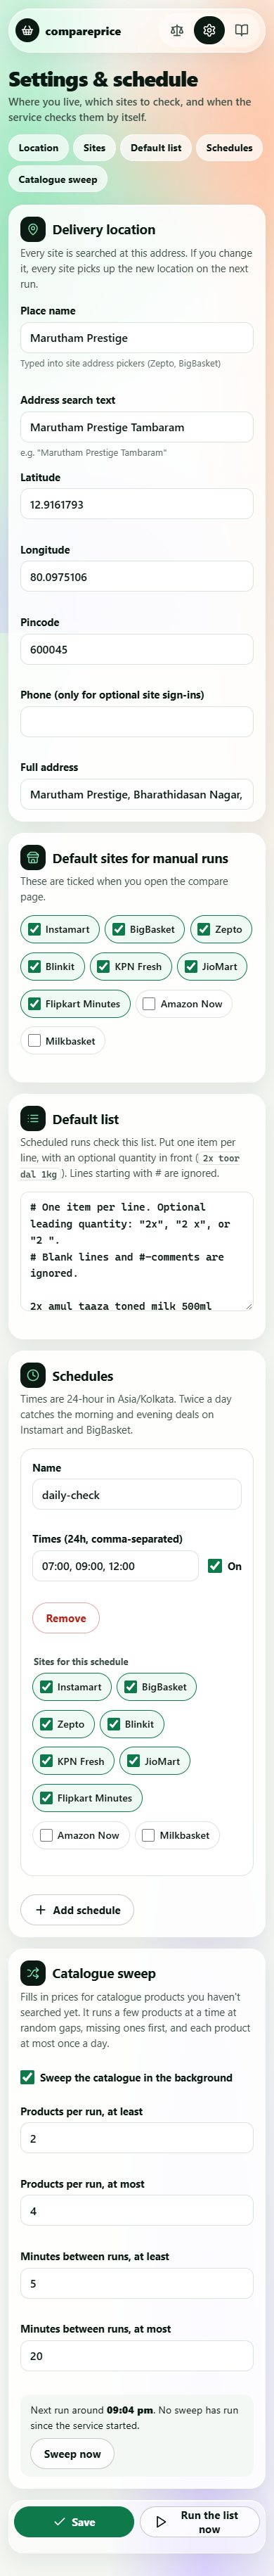 compareprice
Settings & schedule
Where you live, which sites to check, and when the
service checks them by itself.
Location
Sites
Default list
Schedules
Catalogue sweep
Delivery location
Every site is searched at this address. If you change
it, every site picks up the new location on the next
run.
Place name
Marutham Prestige
Typed into site address pickers (Zepto, BigBasket)
Address search text
Marutham Prestige Tambaram
e.g. "Marutham Prestige Tambaram"
Latitude
12.9161793
Longitude
80.0975106
Pincode
600045
Phone (only for optional site sign-ins)
Full address
Marutham Prestige, Bharathidasan Nagar,
Default sites for manual runs
These are ticked when you open the compare
page.
Instamart
BigBasket
Zepto
Blinkit
KPN Fresh
JioMart
Flipkart Minutes
Amazon Now
Milkbasket
Default list
Scheduled runs check this list. Put one item per
line, with an optional quantity in front ( 2x toor
dal 1kg ). Lines starting with # are ignored.
# One item per line. Optional
leading quantity: "2x", "2 x", or
"2 ".
# Blank lines and #-comments are
ignored.
2x amul taaza toned milk 500ml
Schedules
Times are 24-hour in Asia/Kolkata. Twice a day
catches the morning and evening deals on
Instamart and BigBasket.
Name
daily-check
Times (24h, comma-separated)
07:00, 09:00, 12:00
On
Remove
Sites for this schedule
Instamart
BigBasket
Zepto
Blinkit
KPN Fresh
JioMart
Flipkart Minutes
Amazon Now
Milkbasket
Add schedule
Catalogue sweep
Fills in prices for catalogue products you haven't
searched yet. It runs a few products at a time at
random gaps, missing ones first, and each product
at most once a day.
Sweep the catalogue in the background
Products per run, at least
2
Products per run, at most
4
Minutes between runs, at least
5
Minutes between runs, at most
20
Next run around 09:04 pm. No sweep has run
since the service started.
Sweep now
Save
Run the list
now